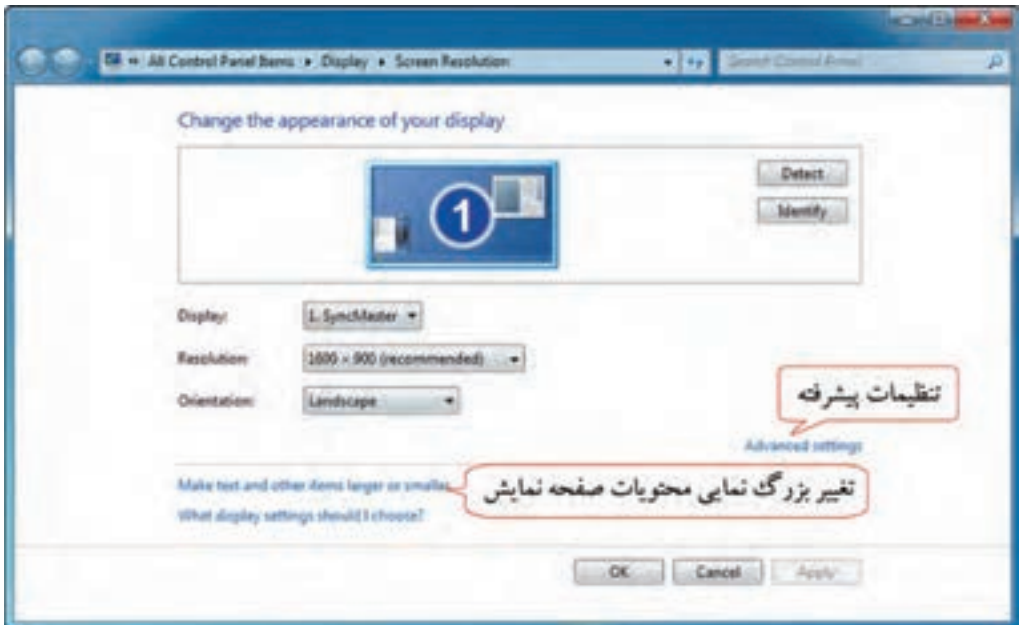 All Control Panel Items ▸ Display ▸ Screen Resolution
Search Control Panel
Change the appearance of your display
1
Detect
Identify
Display: 1. SyncMaster
Resolution: 1600 × 900 (recommended)
Orientation: Landscape
تنظیمات پیشرفته
Advanced settings
Make text and other items larger or smaller
تغییر بزرگ نمایی محتویات صفحه نمایش
What display settings should I choose?
OK Cancel Apply